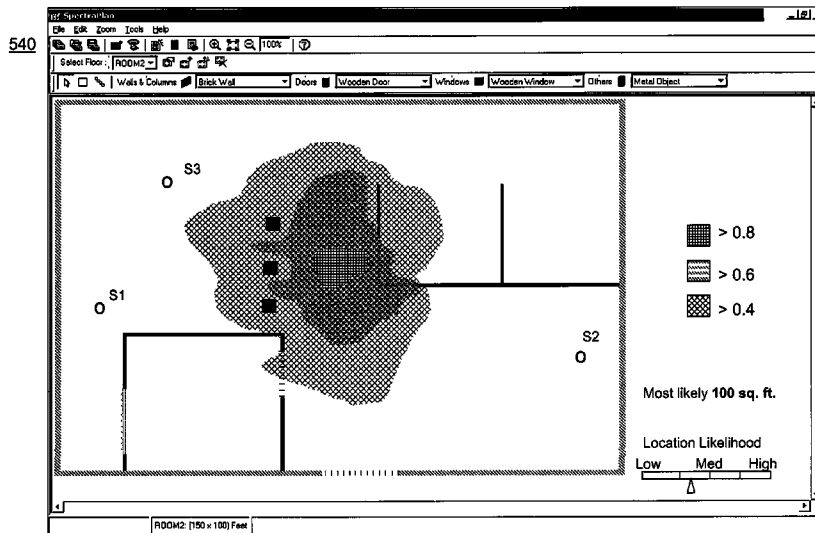 SpectraPlan
File Edit Zoom Tools Help
540
100%
Select Floor: ROOM2
Walls & Columns Brick Wall Doors Wooden Door Windows Wooden Window Others Metal Object
S3
> 0.8
> 0.6
S1
> 0.4
S2
Most likely 100 sq. ft.
Location Likelihood
Low Med High
ROOM2: [150 x 100] Feet